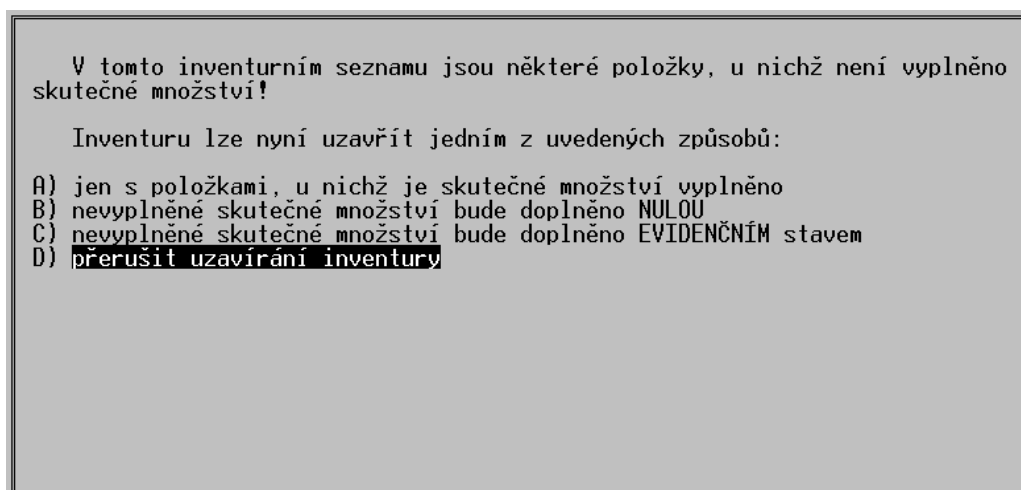 V tomto inventurním seznamu jsou některé položky, u nichž není vyplněno
skutečné množství!
Inventuru lze nyní uzavřít jedním z uvedených způsobů:
A) jen s položkami, u nichž je skutečné množství vyplněno
B) nevyplněné skutečné množství bude doplněno NULOU
C) nevyplněné skutečné množství bude doplněno EVIDENČNÍM stavem
D) přerušit uzavírání inventury